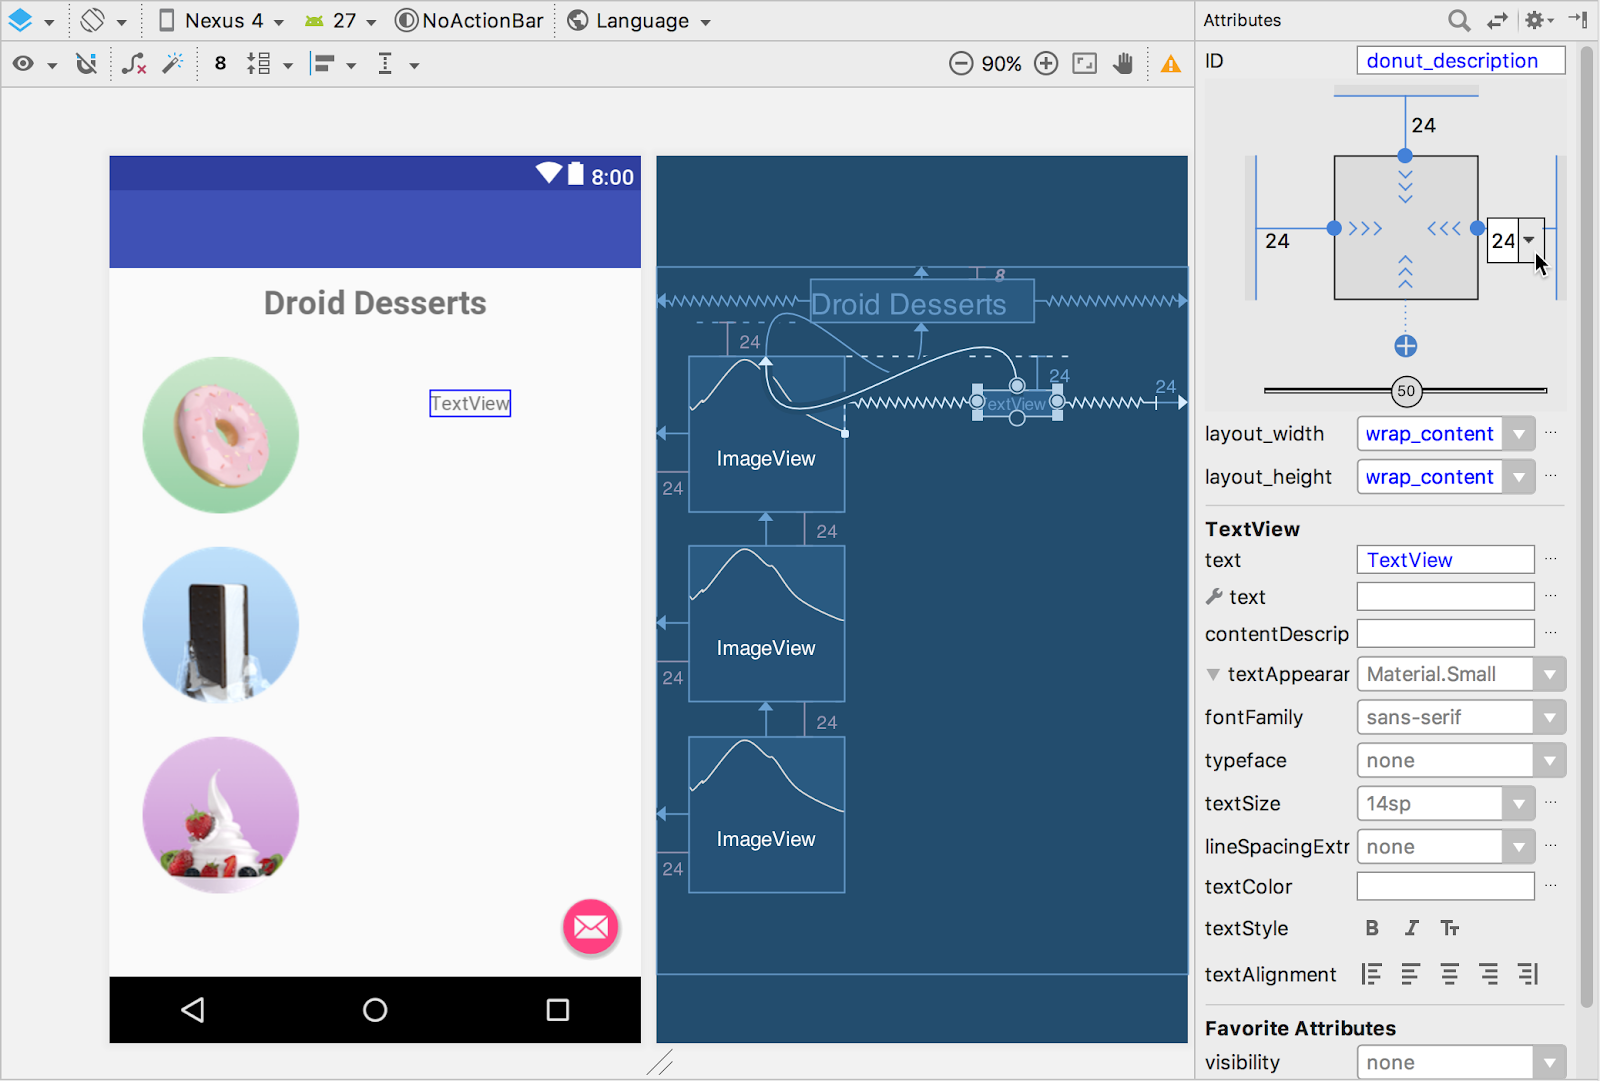 Nexus 4 27 NoActionBar Language
8 90%
8:00
Droid Desserts
TextView
8
Droid Desserts
24
24
24
ImageView
24
24
ImageView
24
24
ImageView
24
Attributes
ID donut_description
24
24 24
50
layout_width wrap_content ...
layout_height wrap_content ...
TextView
text TextView ...
text ...
contentDescrip ...
textAppearar Material.Small
fontFamily sans-serif
typeface none
textSize 14sp ...
lineSpacingExtr none ...
textColor ...
textStyle B I Tт
textAlignment
Favorite Attributes
visibility none